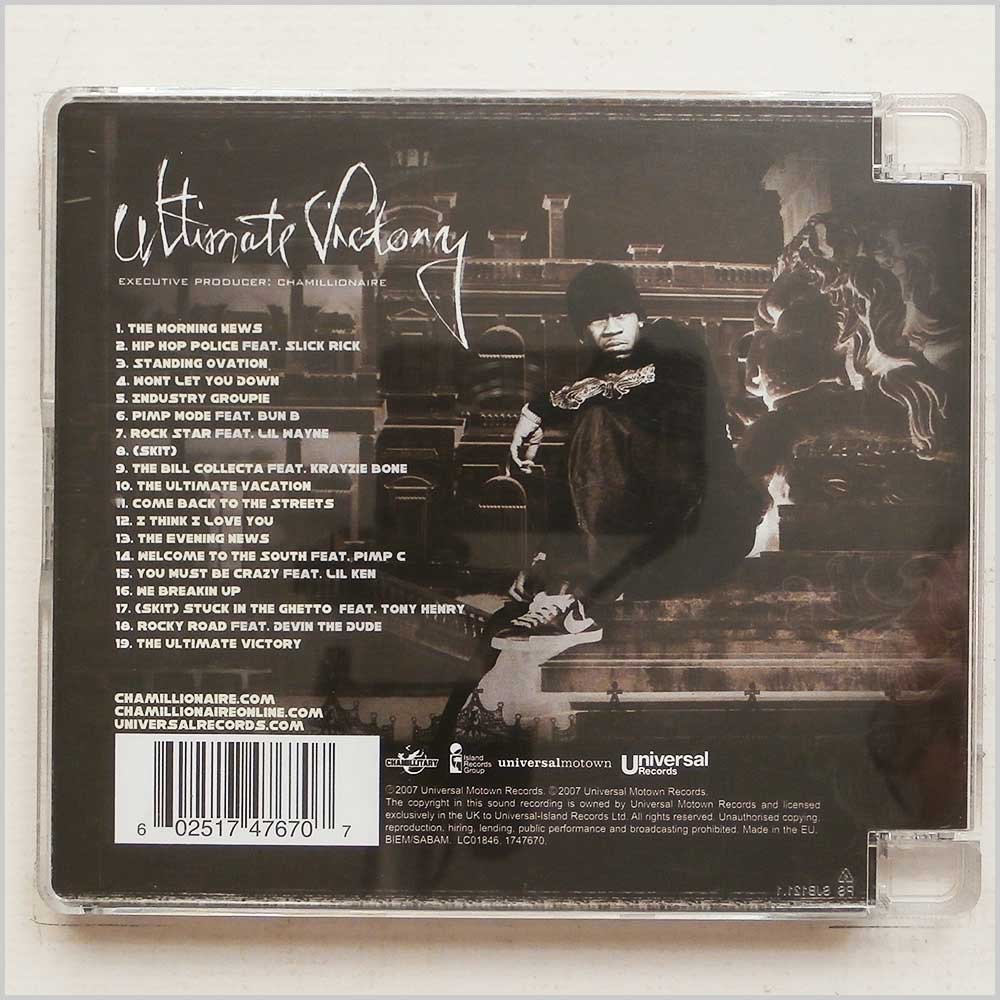 Ultimate Victory
EXECUTIVE PRODUCER: CHAMILLIONAIRE
1. THE MORNING NEWS
2. HIP HOP POLICE FEAT. SLICK RICK
3. STANDING OVATION
4. WONT LET YOU DOWN
5. INDUSTRY GROUPIE
6. PIMP MODE FEAT. BUN B
7. ROCK STAR FEAT. LIL WAYNE
8. (SKIT)
9. THE BILL COLLECTA FEAT. KRAYZIE BONE
10. THE ULTIMATE VACATION
11. COME BACK TO THE STREETS
12. I THINK I LOVE YOU
13. THE EVENING NEWS
14. WELCOME TO THE SOUTH FEAT. PIMP C
15. YOU MUST BE CRAZY FEAT. LIL KEN
16. WE BREAKIN UP
17. (SKIT) STUCK IN THE GHETTO FEAT. TONY HENRY
18. ROCKY ROAD FEAT. DEVIN THE DUDE
19. THE ULTIMATE VICTORY
CHAMILLIONAIRE.COM
CHAMILLIONAIREONLINE.COM
UNIVERSALRECORDS.COM
CHAMILLITARY Island Records Group universalmotown Universal Records
℗2007 Universal Motown Records. ©2007 Universal Motown Records.
The copyright in this sound recording is owned by Universal Motown Records and licensed
exclusively in the UK to Universal-Island Records Ltd. All rights reserved. Unauthorised copying,
reproduction, hiring, lending, public performance and broadcasting prohibited. Made in the EU.
BIEM/SABAM. LC01846. 1747670.
6 02517 47670 7